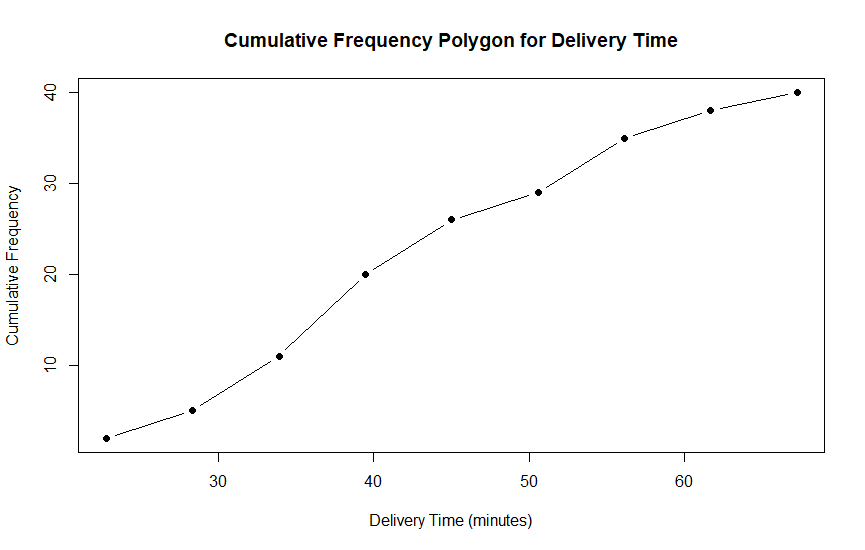 Cumulative Frequency Polygon for Delivery Time
Cumulative Frequency
40
30
20
10
30 40 50 60
Delivery Time (minutes)